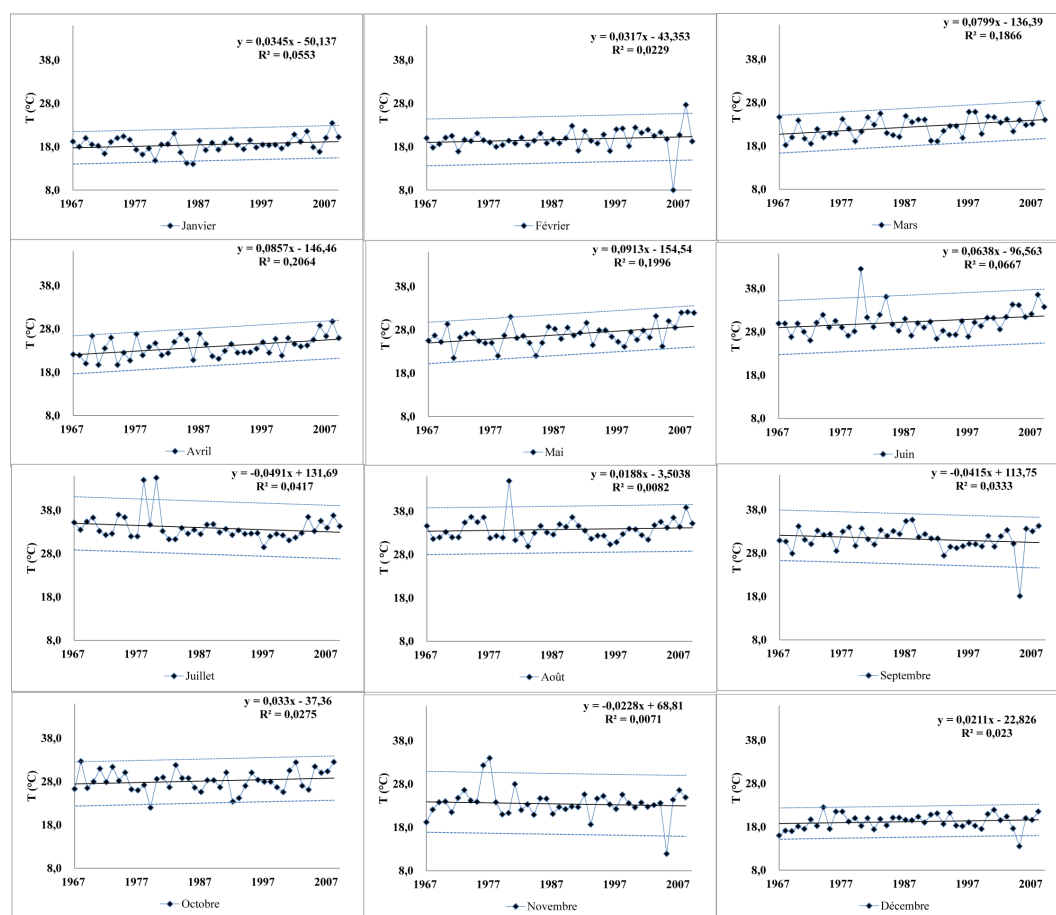 y = 0,0345x - 50,137
R² = 0,0553
T (°C)
38,0
28,0
18,0
8,0
1967 1977 1987 1997 2007
Janvier
y = 0,0317x - 43,353
R² = 0,0229
T (°C)
38,0
28,0
18,0
8,0
1967 1977 1987 1997 2007
Février
y = 0,0799x - 136,39
R² = 0,1866
T (°C)
38,0
28,0
18,0
8,0
1967 1977 1987 1997 2007
Mars
y = 0,0857x - 146,46
R² = 0,2064
T (°C)
38,0
28,0
18,0
8,0
1967 1977 1987 1997 2007
Avril
y = 0,0913x - 154,54
R² = 0,1996
T (°C)
38,0
28,0
18,0
8,0
1967 1977 1987 1997 2007
Mai
y = 0,0638x - 96,563
R² = 0,0667
T (°C)
38,0
28,0
18,0
8,0
1967 1977 1987 1997 2007
Juin
y = -0,0491x + 131,69
R² = 0,0417
T (°C)
38,0
28,0
18,0
8,0
1967 1977 1987 1997 2007
Juillet
y = 0,0188x - 3,5038
R² = 0,0082
T (°C)
38,0
28,0
18,0
8,0
1967 1977 1987 1997 2007
Août
y = -0,0415x + 113,75
R² = 0,0333
T (°C)
38,0
28,0
18,0
8,0
1967 1977 1987 1997 2007
Septembre
y = 0,033x - 37,36
R² = 0,0275
T (°C)
38,0
28,0
18,0
8,0
1967 1977 1987 1997 2007
Octobre
y = -0,0228x + 68,81
R² = 0,0071
T (°C)
38,0
28,0
18,0
8,0
1967 1977 1987 1997 2007
Novembre
y = 0,0211x - 22,826
R² = 0,023
T (°C)
38,0
28,0
18,0
8,0
1967 1977 1987 1997 2007
Décembre